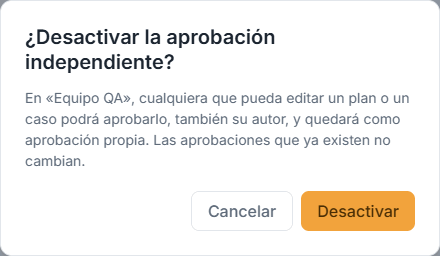 ¿Desactivar la aprobación
independiente?
En «Equipo QA», cualquiera que pueda editar un plan o un
caso podrá aprobarlo, también su autor, y quedará como
aprobación propia. Las aprobaciones que ya existen no
cambian.
Cancelar
Desactivar